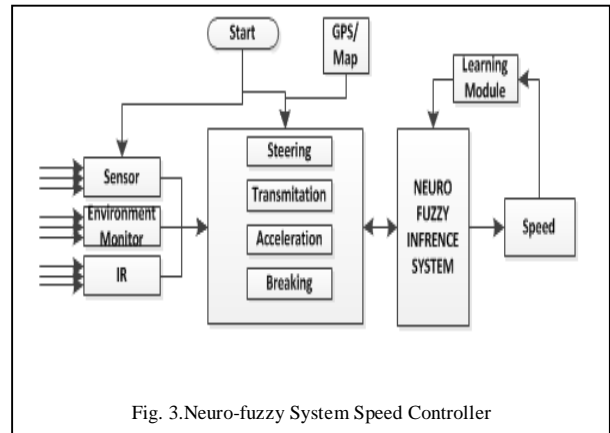 Start
GPS/
Map
Learning
Module
Sensor
Environment
Monitor
IR
Steering
Transmitation
Acceleration
Breaking
NEURO
FUZZY
INFRENCE
SYSTEM
Speed
Fig. 3.Neuro-fuzzy System Speed Controller